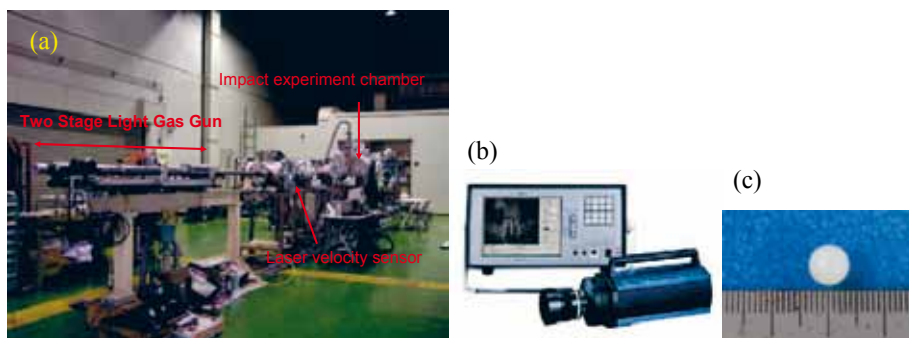 (a)
Impact experiment chamber
Two Stage Light Gas Gun
Laser velocity sensor
(b)
(c)